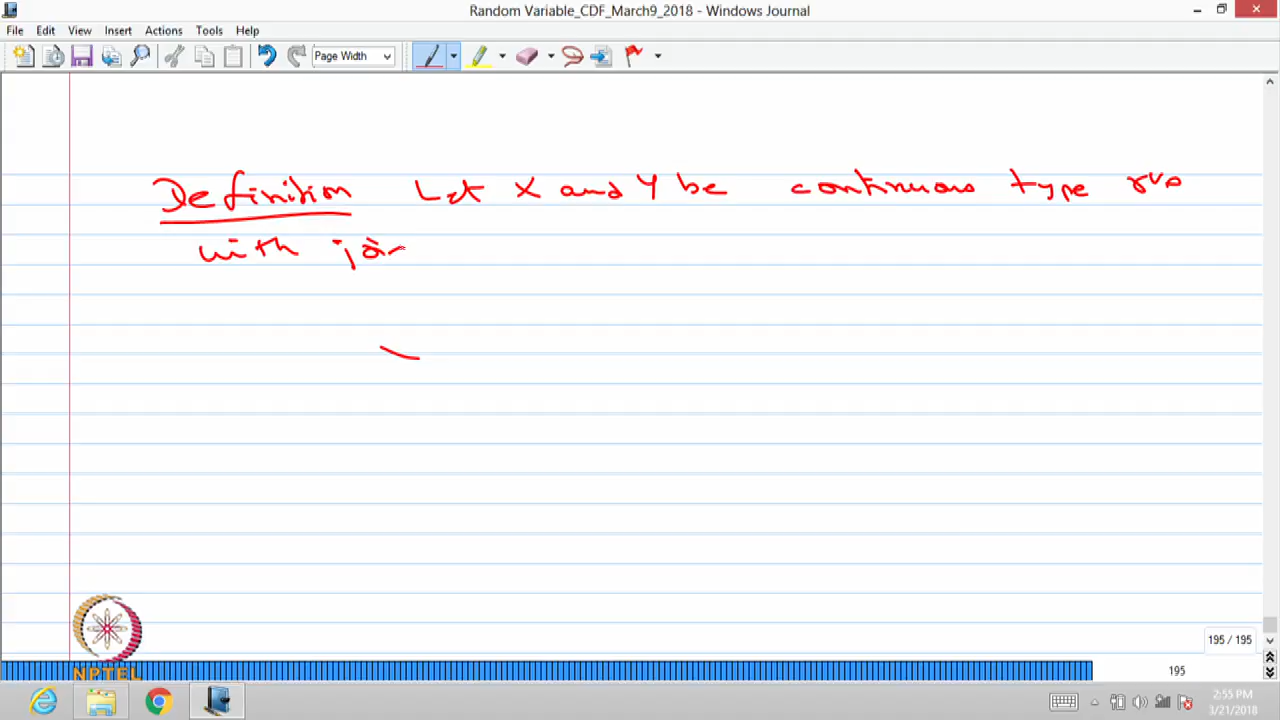 Random Variable_CDF_March9_2018 - Windows Journal
File Edit View Insert Actions Tools Help
Page Width
Definition Let X and Y be continuous type rvs
with joi
195 / 195
195
NPTEL
2:55 PM
3/21/2018